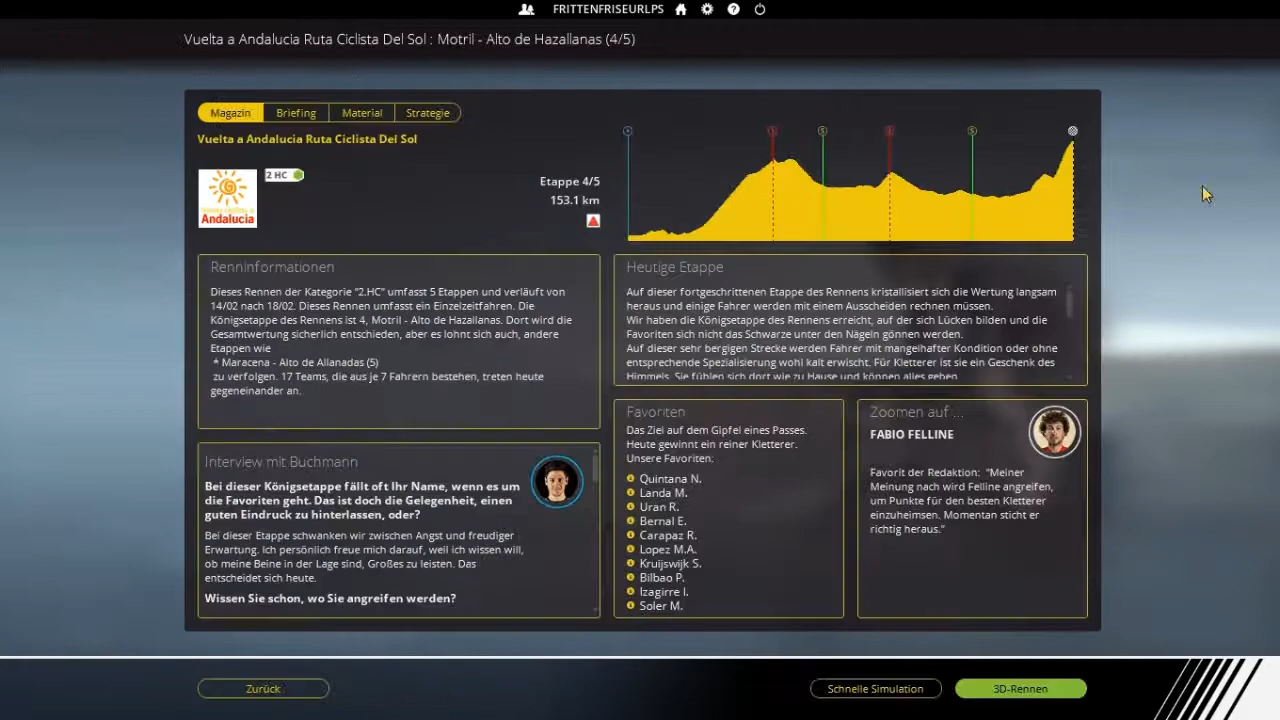 FRITTENFRISEURLPS
Vuelta a Andalucia Ruta Ciclista Del Sol : Motril - Alto de Hazallanas (4/5)
Magazin
Briefing
Material
Strategie
Vuelta a Andalucia Ruta Ciclista Del Sol
2 HC
Andalucia
Etappe 4/5
153.1 km
S
S
Renninformationen
Dieses Rennen der Kategorie "2.HC" umfasst 5 Etappen und verläuft von
14/02 nach 18/02. Dieses Rennen umfasst ein Einzelzeitfahren. Die
Königsetappe des Rennens ist 4, Motril - Alto de Hazallanas. Dort wird die
Gesamtwertung sicherlich entschieden, aber es lohnt sich auch, andere
Etappen wie
* Maracena - Alto de Allanadas (5)
zu verfolgen. 17 Teams, die aus je 7 Fahrern bestehen, treten heute
gegeneinander an.
Heutige Etappe
Auf dieser fortgeschrittenen Etappe des Rennens kristallisiert sich die Wertung langsam
heraus und einige Fahrer werden mit einem Ausscheiden rechnen müssen.
Wir haben die Königsetappe des Rennens erreicht, auf der sich Lücken bilden und die
Favoriten sich nicht das Schwarze unter den Nägeln gönnen werden.
Auf dieser sehr bergigen Strecke werden Fahrer mit mangelhafter Kondition oder ohne
entsprechende Spezialisierung wohl kalt erwischt. Für Kletterer ist sie ein Geschenk des
Himmels. Sie fühlen sich dort wie zu Hause und können alles geben
Interview mit Buchmann
Bei dieser Königsetappe fällt oft Ihr Name, wenn es um
die Favoriten geht. Das ist doch die Gelegenheit, einen
guten Eindruck zu hinterlassen, oder?
Bei dieser Etappe schwanken wir zwischen Angst und freudiger
Erwartung. Ich persönlich freue mich darauf, weil ich wissen will,
ob meine Beine in der Lage sind, Großes zu leisten. Das
entscheidet sich heute.
Wissen Sie schon, wo Sie angreifen werden?
Favoriten
Das Ziel auf dem Gipfel eines Passes.
Heute gewinnt ein reiner Kletterer.
Unsere Favoriten:
Quintana N.
Landa M.
Uran R.
Bernal E.
Carapaz R.
Lopez M.A.
Kruijswijk S.
Bilbao P.
Izagirre I.
Soler M.
Zoomen auf ...
FABIO FELLINE
Favorit der Redaktion: "Meiner
Meinung nach wird Felline angreifen,
um Punkte für den besten Kletterer
einzuheimsen. Momentan sticht er
richtig heraus."
Zurück
Schnelle Simulation
3D-Rennen